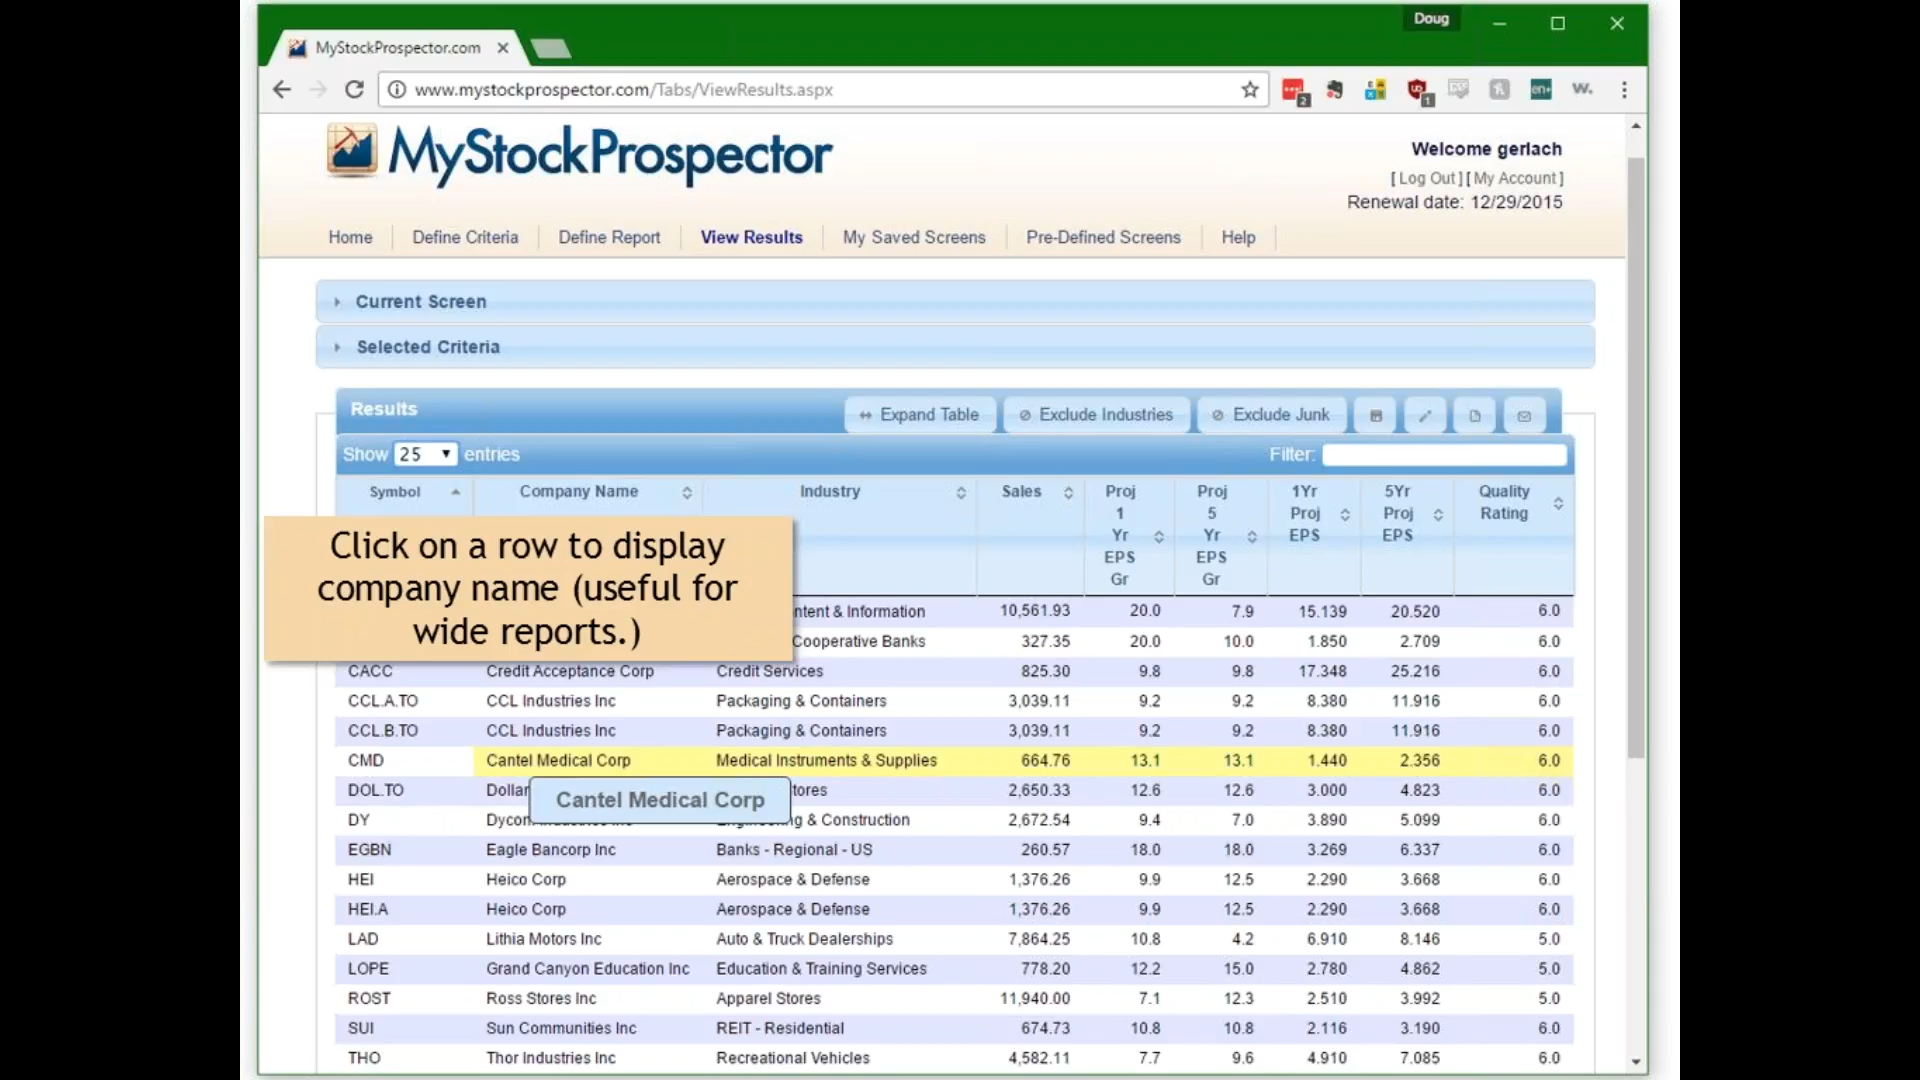 Doug
MyStockProspector.com
www.mystockprospector.com/Tabs/ViewResults.aspx
2
1
en+
w.
MyStockProspector
Welcome gerlach
[ Log Out ] [ My Account ]
Renewal date: 12/29/2015
Home Define Criteria Define Report View Results My Saved Screens Pre-Defined Screens Help
Current Screen
Selected Criteria
Results Expand Table Exclude Industries Exclude Junk
Show 25 entries Filter:
Symbol Company Name Industry Sales Proj 1 Yr EPS Gr Proj 5 Yr EPS Gr 1Yr Proj EPS 5Yr Proj EPS Quality Rating
Click on a row to display
company name (useful for
wide reports.)
ntent & Information 10,561.93 20.0 7.9 15.139 20.520 6.0
Cooperative Banks 327.35 20.0 10.0 1.850 2.709 6.0
CACC Credit Acceptance Corp Credit Services 825.30 9.8 9.8 17.348 25.216 6.0
CCL.A.TO CCL Industries Inc Packaging & Containers 3,039.11 9.2 9.2 8.380 11.916 6.0
CCL.B.TO CCL Industries Inc Packaging & Containers 3,039.11 9.2 9.2 8.380 11.916 6.0
CMD Cantel Medical Corp Medical Instruments & Supplies 664.76 13.1 13.1 1.440 2.356 6.0
DOL.TO Dollar tores 2,650.33 12.6 12.6 3.000 4.823 6.0
Cantel Medical Corp
DY Dycom Industries Inc Engineering & Construction 2,672.54 9.4 7.0 3.890 5.099 6.0
EGBN Eagle Bancorp Inc Banks - Regional - US 260.57 18.0 18.0 3.269 6.337 6.0
HEI Heico Corp Aerospace & Defense 1,376.26 9.9 12.5 2.290 3.668 6.0
HEI.A Heico Corp Aerospace & Defense 1,376.26 9.9 12.5 2.290 3.668 6.0
LAD Lithia Motors Inc Auto & Truck Dealerships 7,864.25 10.8 4.2 6.910 8.146 5.0
LOPE Grand Canyon Education Inc Education & Training Services 778.20 12.2 15.0 2.780 4.862 5.0
ROST Ross Stores Inc Apparel Stores 11,940.00 7.1 12.3 2.510 3.992 5.0
SUI Sun Communities Inc REIT - Residential 674.73 10.8 10.8 2.116 3.190 6.0
THO Thor Industries Inc Recreational Vehicles 4,582.11 7.7 9.6 4.910 7.085 6.0